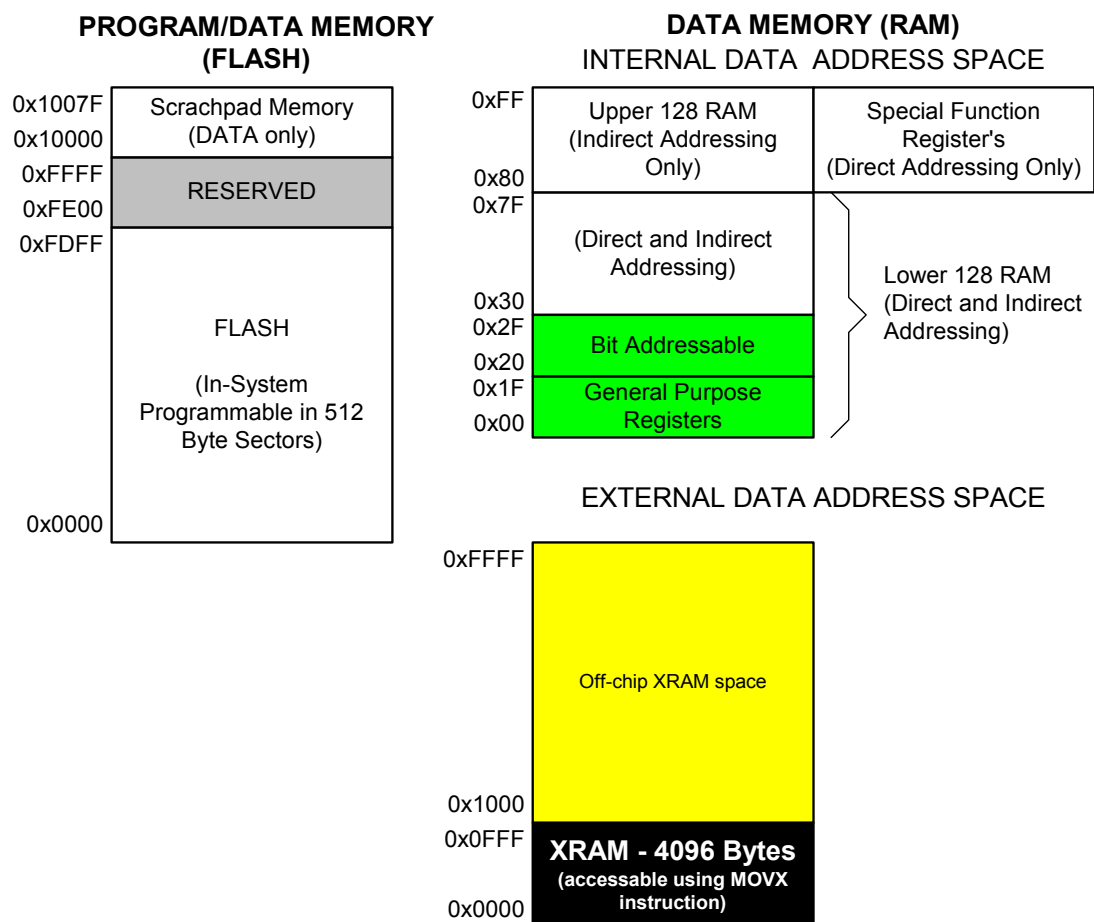 PROGRAM/DATA MEMORY
(FLASH)
0x1007F
Scrachpad Memory
(DATA only)
0x10000
0xFFFF
RESERVED
0xFE00
0xFDFF
FLASH
(In-System
Programmable in 512
Byte Sectors)
0x0000
DATA MEMORY (RAM)
INTERNAL DATA ADDRESS SPACE
0xFF
Upper 128 RAM
(Indirect Addressing
Only)
0x80
Special Function
Register's
(Direct Addressing Only)
0x7F
(Direct and Indirect
Addressing)
0x30
Lower 128 RAM
(Direct and Indirect
Addressing)
0x2F
Bit Addressable
0x20
0x1F
General Purpose
Registers
0x00
EXTERNAL DATA ADDRESS SPACE
0xFFFF
Off-chip XRAM space
0x1000
0x0FFF
XRAM - 4096 Bytes
(accessable using MOVX
instruction)
0x0000